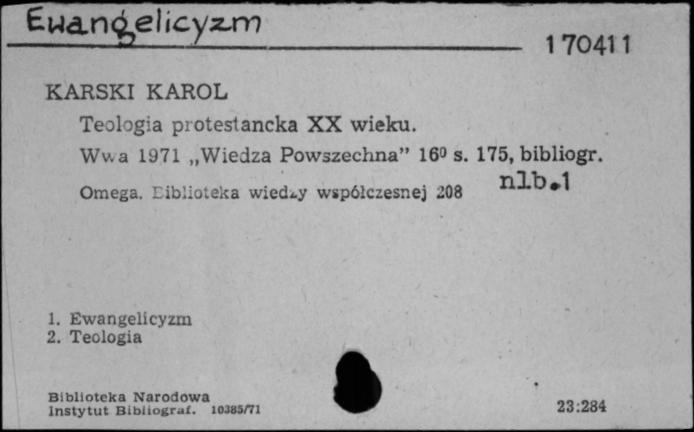 Ewangelicyzm
170411
KARSKI KAROL
Teologia protestancka XX wieku.
Wwa 1971 „Wiedza Powszechna” 16⁰ s. 175, bibliogr.
nlb.1
Omega. Biblioteka wiedzy współczesnej 208
1. Ewangelicyzm
2. Teologia
Biblioteka Narodowa
Instytut Bibliograf. 10385/71
23:284